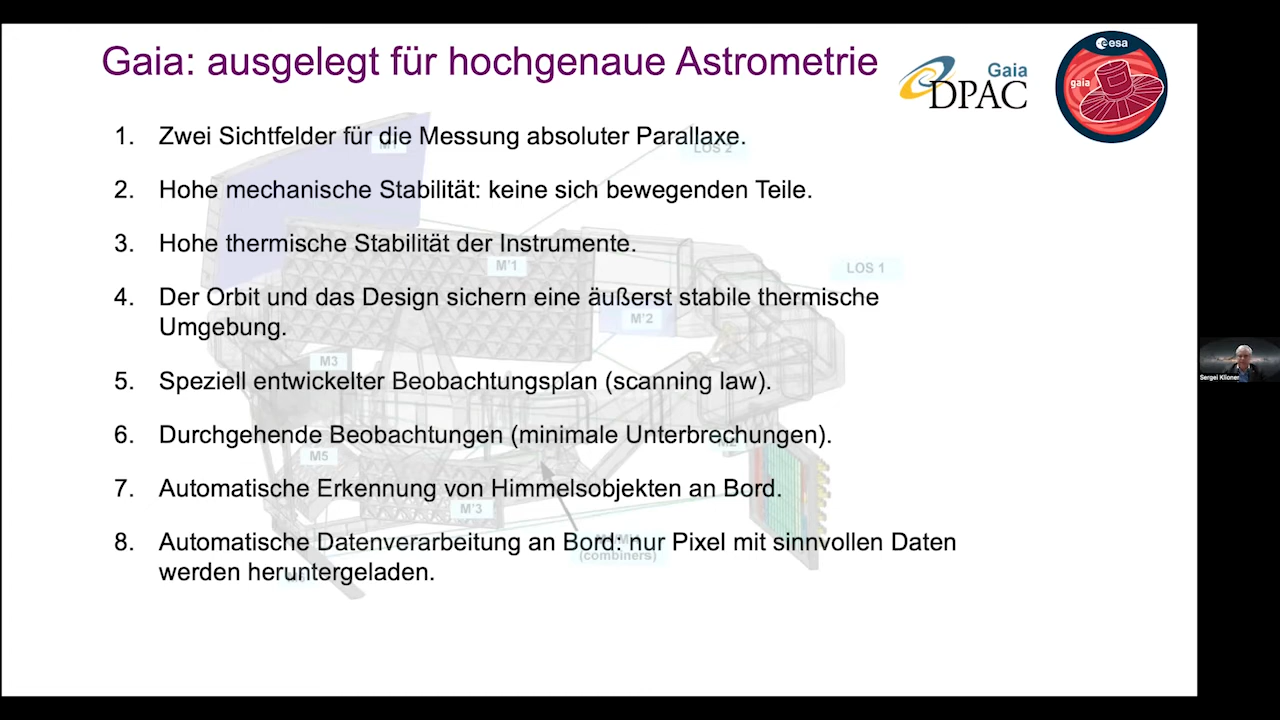 Gaia: ausgelegt für hochgenaue Astrometrie
Gaia
DPAC
esa
gaia
1. Zwei Sichtfelder für die Messung absoluter Parallaxe.
M1
LOS 2
2. Hohe mechanische Stabilität: keine sich bewegenden Teile.
3. Hohe thermische Stabilität der Instrumente.
M'1
LOS 1
4. Der Orbit und das Design sichern eine äußerst stabile thermische
Umgebung.
M'2
M3
5. Speziell entwickelter Beobachtungsplan (scanning law).
Sergei Klioner
6. Durchgehende Beobachtungen (minimale Unterbrechungen).
M2
M5
7. Automatische Erkennung von Himmelsobjekten an Bord.
M'3
8. Automatische Datenverarbeitung an Bord: nur Pixel mit sinnvollen Daten
(combiners)
werden heruntergeladen.